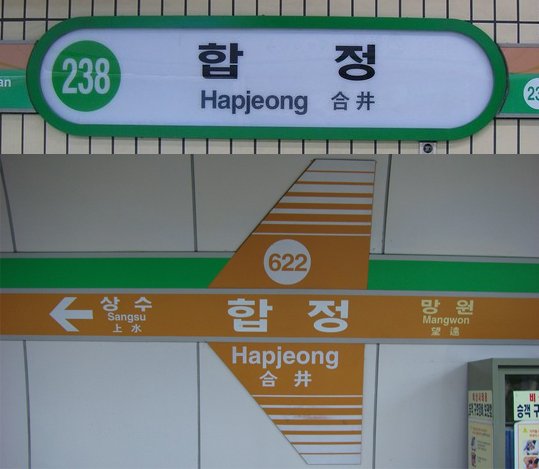 238
합 정
Hapjeong 合井
622
상수
Sangsu
上水
합 정
Hapjeong
合井
망원
Mangwon
望遠